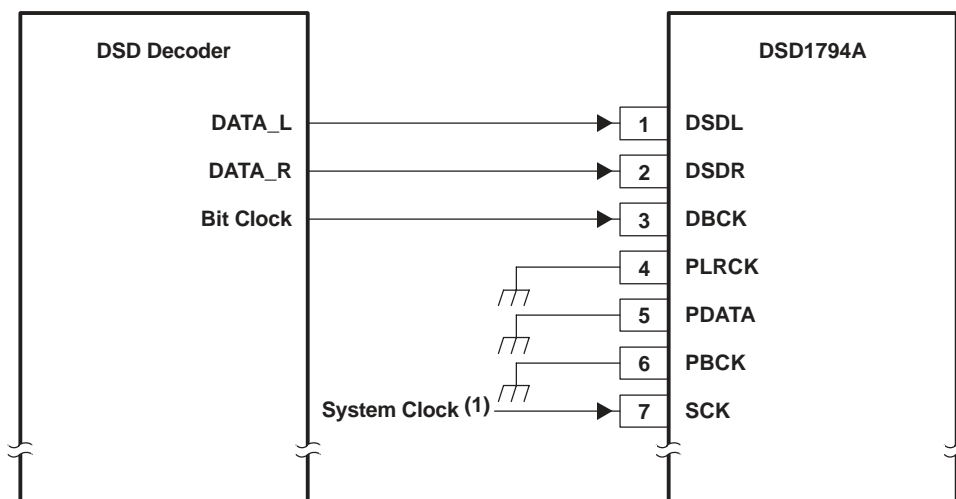 DSD Decoder
DSD1794A
DATA_L
1
DSDL
DATA_R
2
DSDR
Bit Clock
3
DBCK
4
PLRCK
5
PDATA
6
PBCK
System Clock (1)
7
SCK